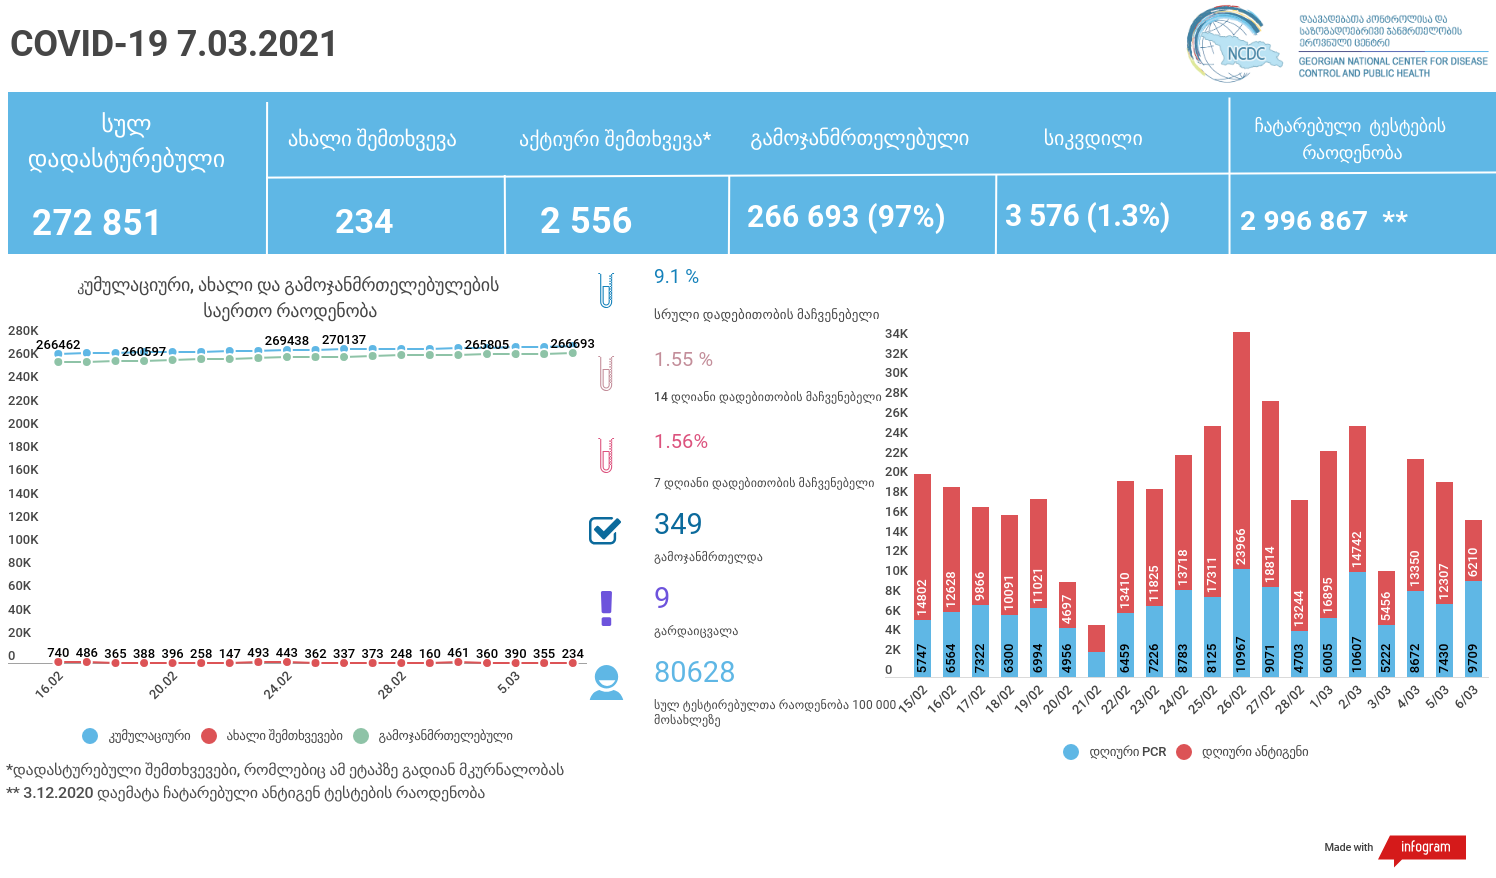 COVID-19 7.03.2021
დაავადებათა კონტროლისა და
საზოგადოებრივი ჯანმრთელობის
ეროვნული ცენტრი
NCDC
GEORGIAN NATIONAL CENTER FOR DISEASE
CONTROL AND PUBLIC HEALTH
სულ
დადასტურებული
272 851
ახალი შემთხვევა
234
აქტიური შემთხვევა*
2 556
გამოჯანმრთელებული
266 693 (97%)
სიკვდილი
3 576 (1.3%)
ჩატარებული ტესტების
რაოდენობა
2 996 867 **
კუმულაციური, ახალი და გამოჯანმრთელებულების
საერთო რაოდენობა
280K
260K
240K
220K
200K
180K
160K
140K
120K
100K
80K
60K
40K
20K
0
266462 260597 269438 270137 265805 266693
740 486 365 388 396 258 147 493 443 362 337 373 248 160 461 360 390 355 234
16.02 20.02 24.02 28.02 5.03
კუმულაციური ახალი შემთხვევები გამოჯანმრთელებული
*დადასტურებული შემთხვევები, რომლებიც ამ ეტაპზე გადიან მკურნალობას
** 3.12.2020 დაემატა ჩატარებული ანტიგენ ტესტების რაოდენობა
9.1 %
სრული დადებითობის მაჩვენებელი
1.55 %
14 დღიანი დადებითობის მაჩვენებელი
1.56%
7 დღიანი დადებითობის მაჩვენებელი
349
გამოჯანმრთელდა
9
გარდაიცვალა
80628
სულ ტესტირებულთა რაოდენობა 100 000
მოსახლეზე
34K
32K
30K
28K
26K
24K
22K
20K
18K
16K
14K
12K
10K
8K
6K
4K
2K
0
14802 12628 9866 10091 11021 4697 13410 11825 13718 17311 23966 18814 13244 16895 14742 5456 13350 12307 6210
5747 6564 7322 6300 6994 4956 6459 7226 8783 8125 10967 9071 4703 6005 10607 5222 8672 7430 9709
15/02 16/02 17/02 18/02 19/02 20/02 21/02 22/02 23/02 24/02 25/02 26/02 27/02 28/02 1/03 2/03 3/03 4/03 5/03 6/03
დღიური PCR დღიური ანტიგენი
Made with infogram